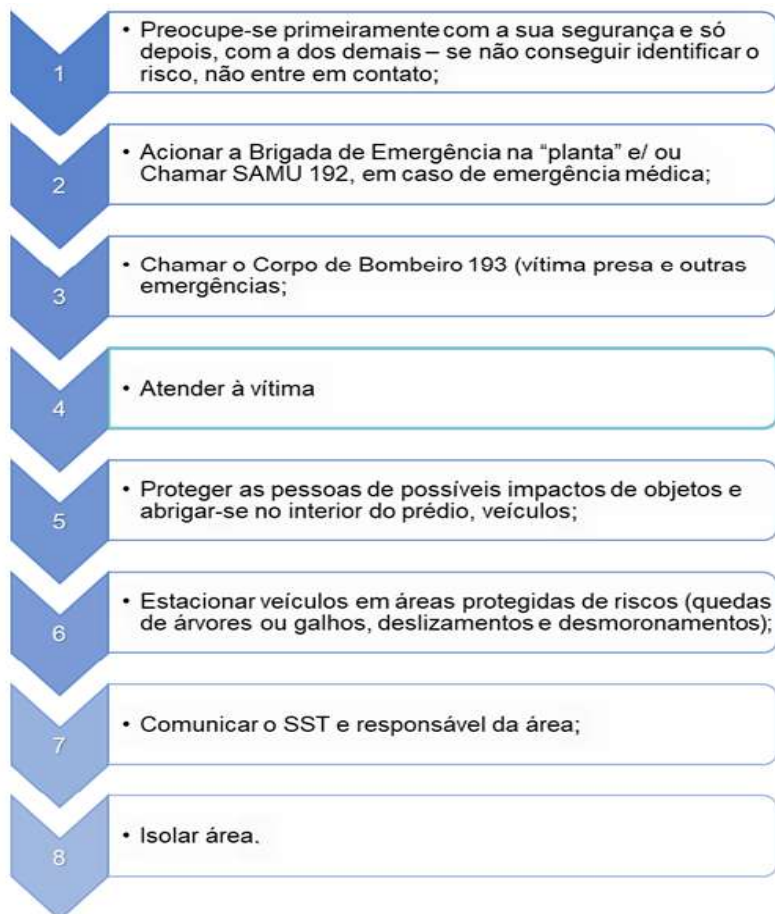 1
• Preocupe-se primeiramente com a sua segurança e só
depois, com a dos demais – se não conseguir identificar o
risco, não entre em contato;
2
• Acionar a Brigada de Emergência na “planta” e/ ou
Chamar SAMU 192, em caso de emergência médica;
3
• Chamar o Corpo de Bombeiro 193 (vítima presa e outras
emergências;
4
• Atender à vítima
5
• Proteger as pessoas de possíveis impactos de objetos e
abrigar-se no interior do prédio, veículos;
6
• Estacionar veículos em áreas protegidas de riscos (quedas
de árvores ou galhos, deslizamentos e desmoronamentos);
7
• Comunicar o SST e responsável da área;
8
• Isolar área.